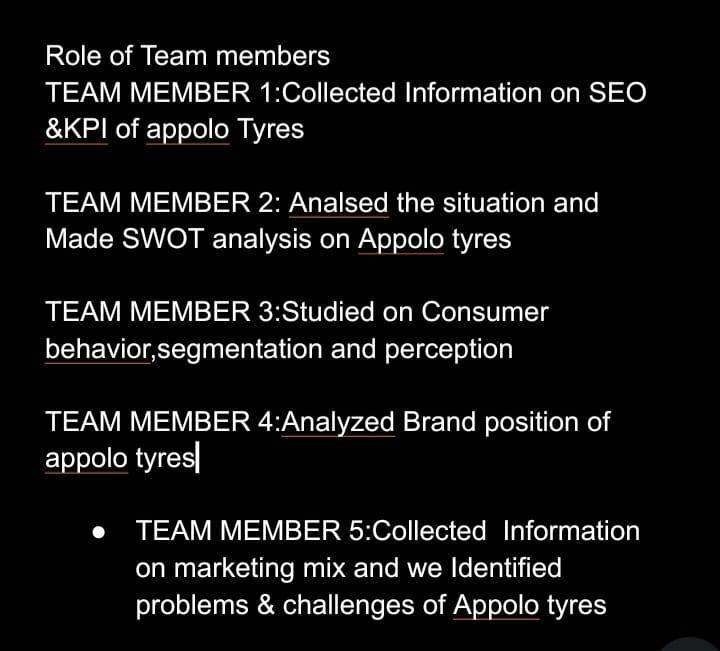 Role of Team members
TEAM MEMBER 1:Collected Information on SEO
&KPI of appolo Tyres
TEAM MEMBER 2: Analsed the situation and
Made SWOT analysis on Appolo tyres
TEAM MEMBER 3:Studied on Consumer
behavior,segmentation and perception
TEAM MEMBER 4:Analyzed Brand position of
appolo tyres
● TEAM MEMBER 5:Collected  Information
on marketing mix and we Identified
problems & challenges of Appolo tyres